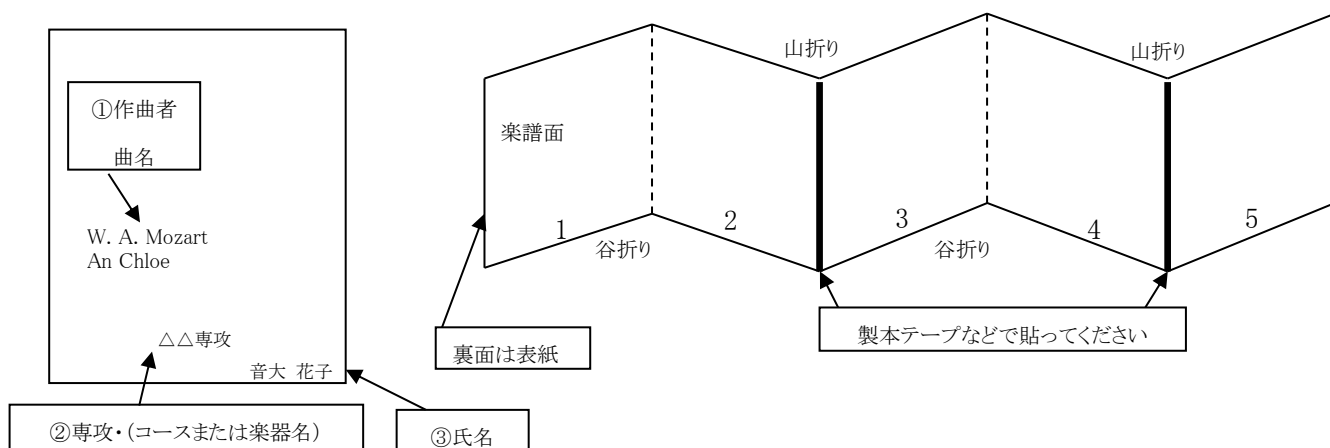 ①作曲者
曲名
W. A. Mozart
An Chloe
△△専攻
音大 花子
②専攻・（コースまたは楽器名）
③氏名
山折り
山折り
楽譜面
1
2
3
4
5
谷折り
谷折り
裏面は表紙
製本テープなどで貼ってください